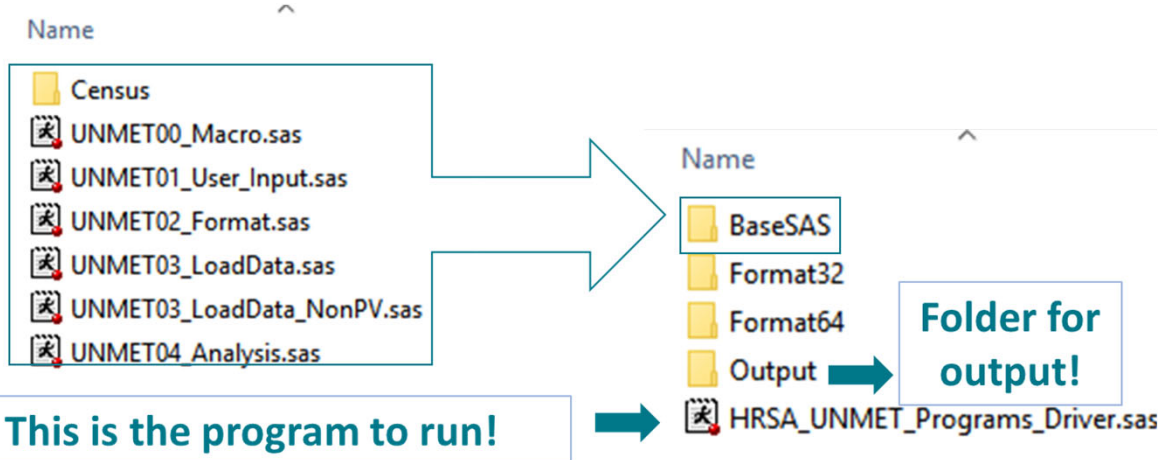 Name
Census
UNMET00_Macro.sas
UNMET01_User_Input.sas
UNMET02_Format.sas
UNMET03_LoadData.sas
UNMET03_LoadData_NonPV.sas
UNMET04_Analysis.sas
This is the program to run!
Name
BaseSAS
Format32
Format64
Output
HRSA_UNMET_Programs_Driver.sas
Folder for
output!